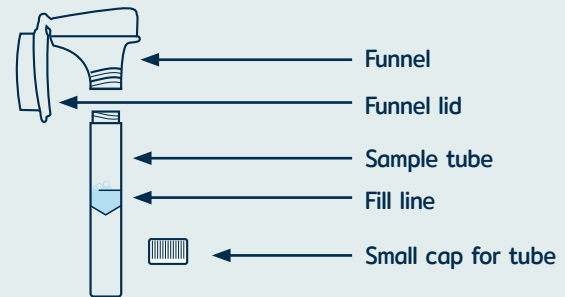 Funnel
Funnel lid
Sample tube
Fill line
Small cap for tube